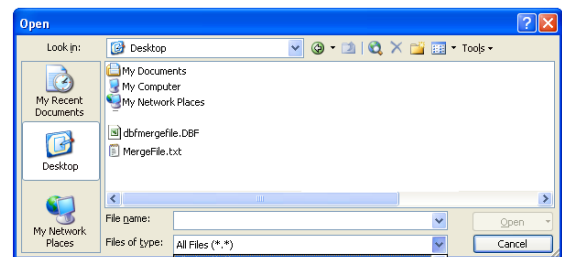 Open
Look in: Desktop Tools
My Documents
My Computer
My Network Places
dbfmergefile.DBF
MergeFile.txt
My Recent
Documents
Desktop
My Network
Places
File name: Open
Files of type: All Files (*.*) Cancel